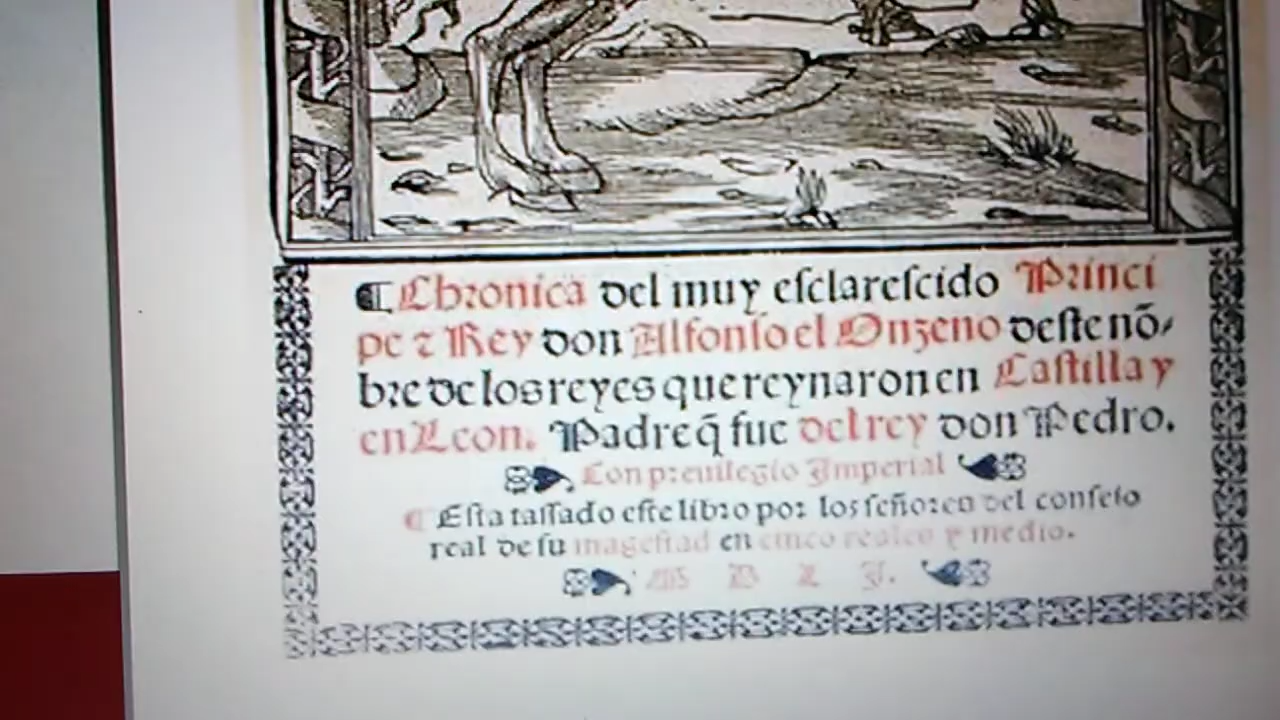 ¶ Chronica del muy esclarescido Princi
pe ⁊ Rey don Alfonso el Onzeno deste nō-
bre de los reyes que reynaron en Castilla y
en Leon. Padre q̄ fue del rey don Pedro.
Con preuilegio Imperial
¶ Esta tassado este libro por los señores del consejo
real de su magestad en cinco reales y medio.
M D L J.